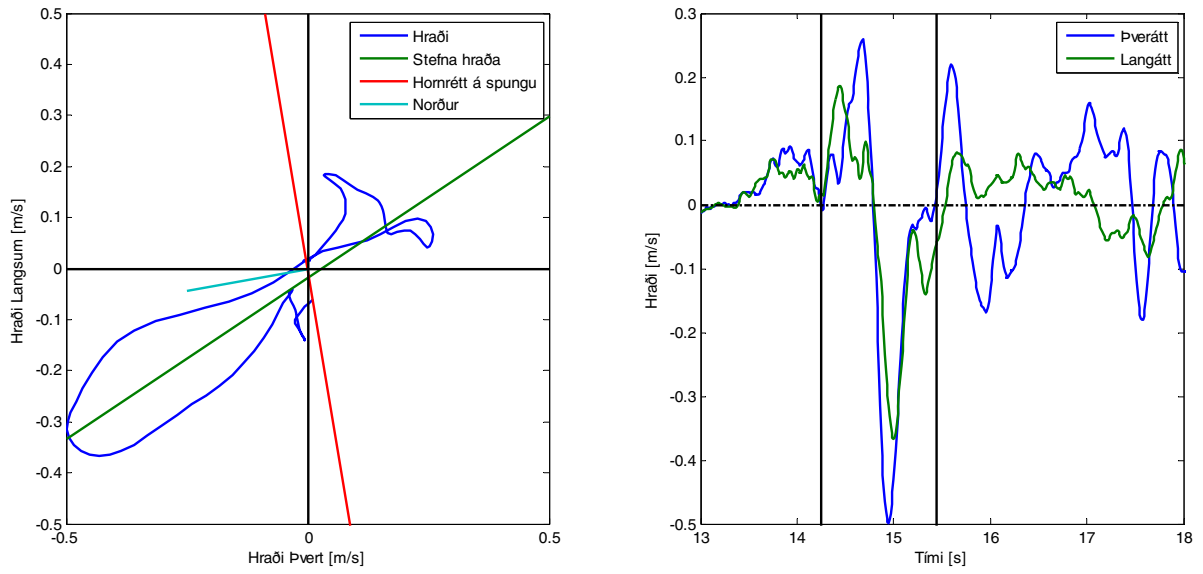 0.5
0.4
0.3
0.2
0.1
0
-0.1
-0.2
-0.3
-0.4
-0.5
-0.5
0
0.5
Hraði Þvert [m/s]
Hraði Langsum [m/s]
Hraði
Stefna hraða
Hornrétt á spungu
Norður
0.3
0.2
0.1
0
-0.1
-0.2
-0.3
-0.4
-0.5
13
14
15
16
17
18
Tími [s]
Hraði [m/s]
Þverátt
Langátt